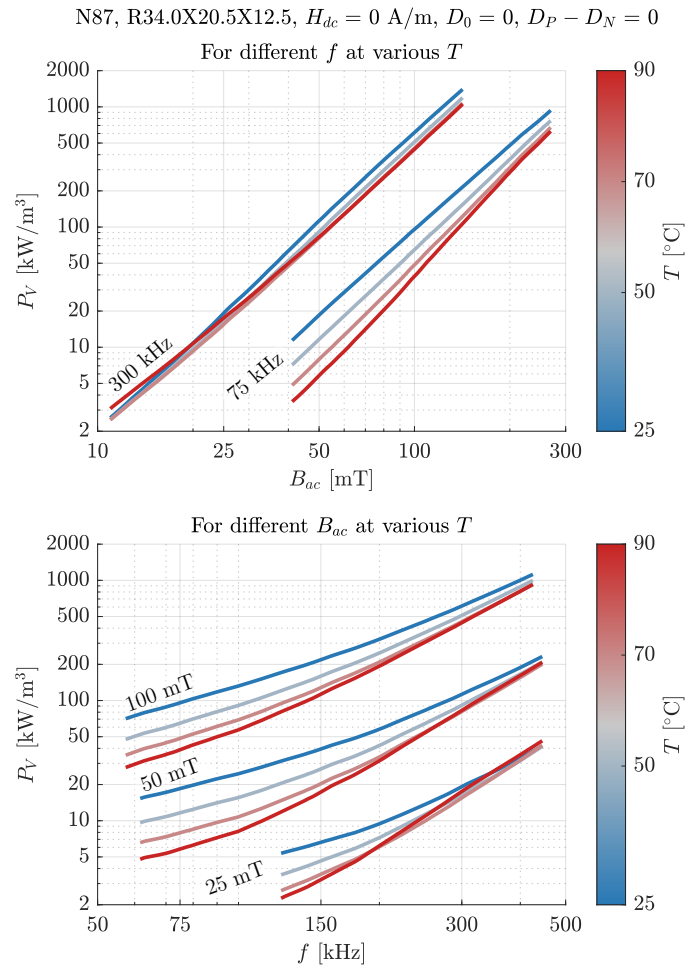 N87, R34.0X20.5X12.5, H_dc = 0 A/m, D_0 = 0, D_P − D_N = 0
For different f at various T
2000
1000
500
200
100
50
20
10
5
2
P_V [kW/m³]
300 kHz
75 kHz
10
25
50
100
300
B_ac [mT]
90
70
50
25
T [°C]
For different B_ac at various T
2000
1000
500
200
100
50
20
10
5
2
P_V [kW/m³]
100 mT
50 mT
25 mT
50
75
150
300
500
f [kHz]
90
70
50
25
T [°C]